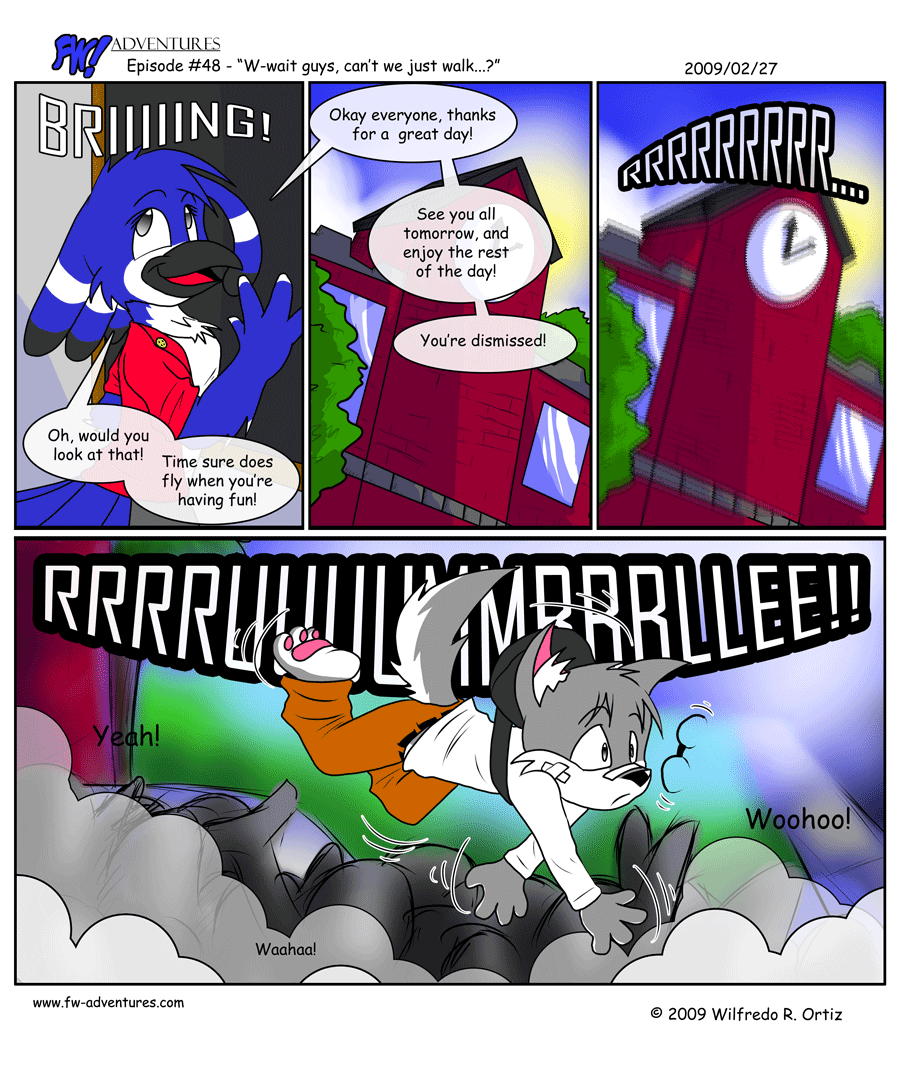 FW! ADVENTURES
Episode #48 - “W-wait guys, can’t we just walk...?”
2009/02/27
BRIIIIING!
Oh, would you
look at that!
Time sure does
fly when you’re
having fun!
Okay everyone, thanks
for a great day!
See you all
tomorrow, and
enjoy the rest
of the day!
You’re dismissed!
RRRRRRRRR....
RRRRUUUUMMRRRRLLEE!!
Yeah!
Woohoo!
Waahaa!
www.fw-adventures.com
© 2009 Wilfredo R. Ortiz